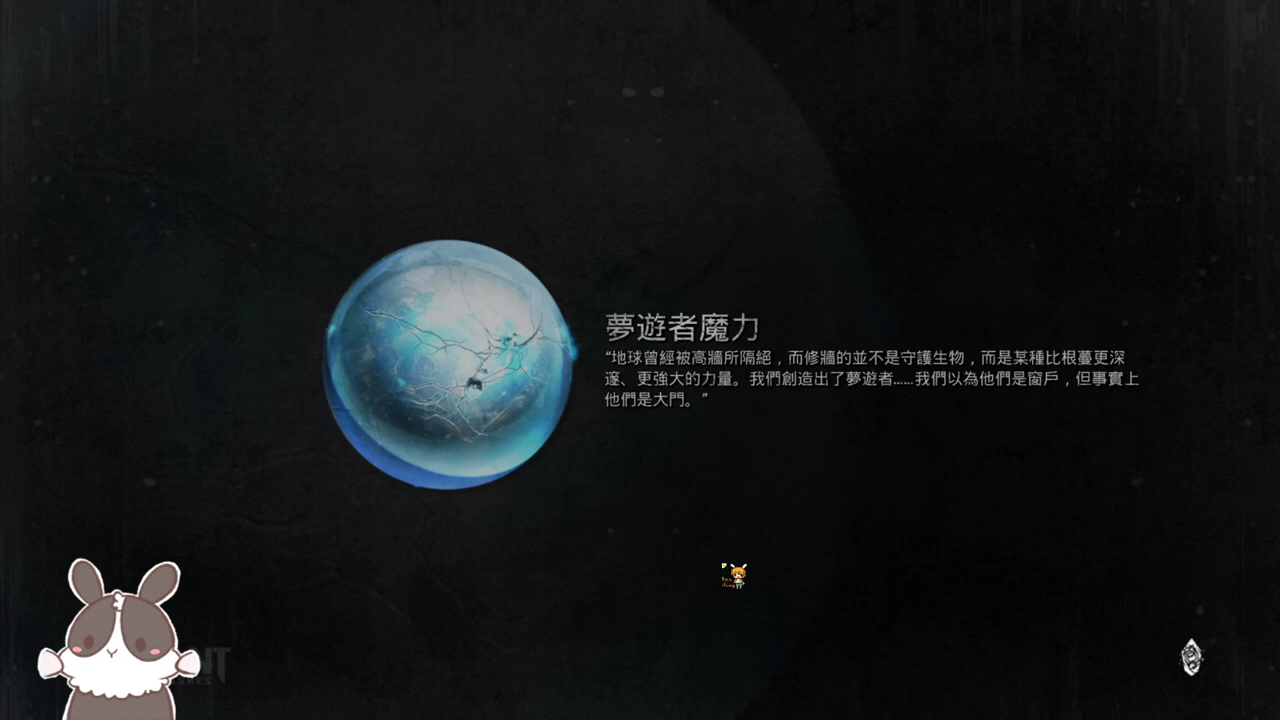 夢遊者魔力
“地球曾經被高牆所隔絕，而修牆的並不是守護生物，而是某種比根蔓更深
邃、更強大的力量。我們創造出了夢遊者……我們以為他們是窗戶，但事實上
他們是大門。”